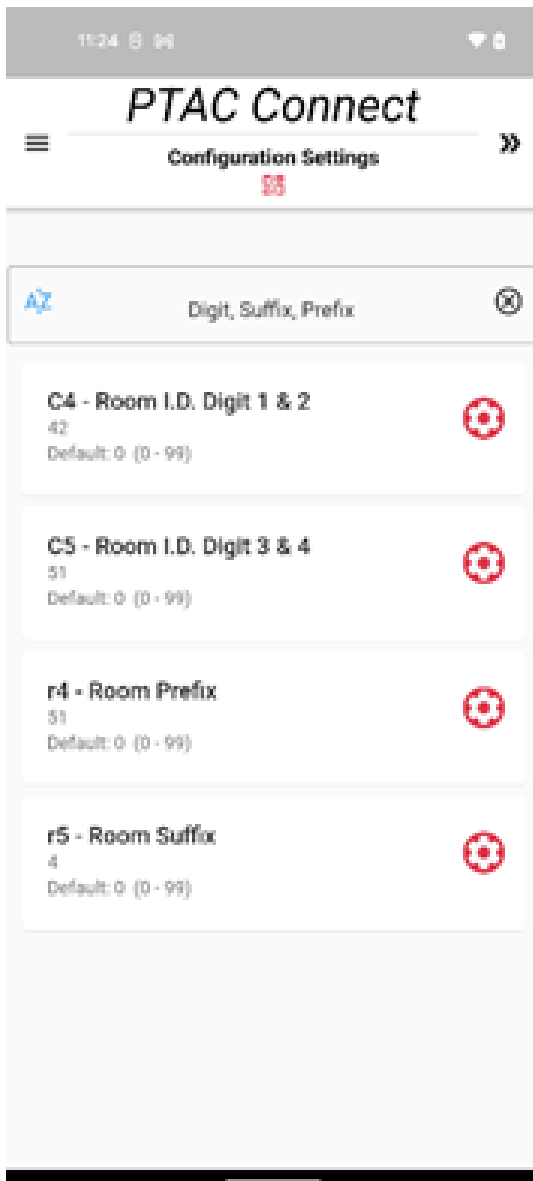 11:24
PTAC Connect
Configuration Settings
AZ
Digit, Suffix, Prefix
C4 - Room I.D. Digit 1 & 2
42
Default: 0 (0 - 99)
C5 - Room I.D. Digit 3 & 4
51
Default: 0 (0 - 99)
r4 - Room Prefix
51
Default: 0 (0 - 99)
r5 - Room Suffix
4
Default: 0 (0 - 99)